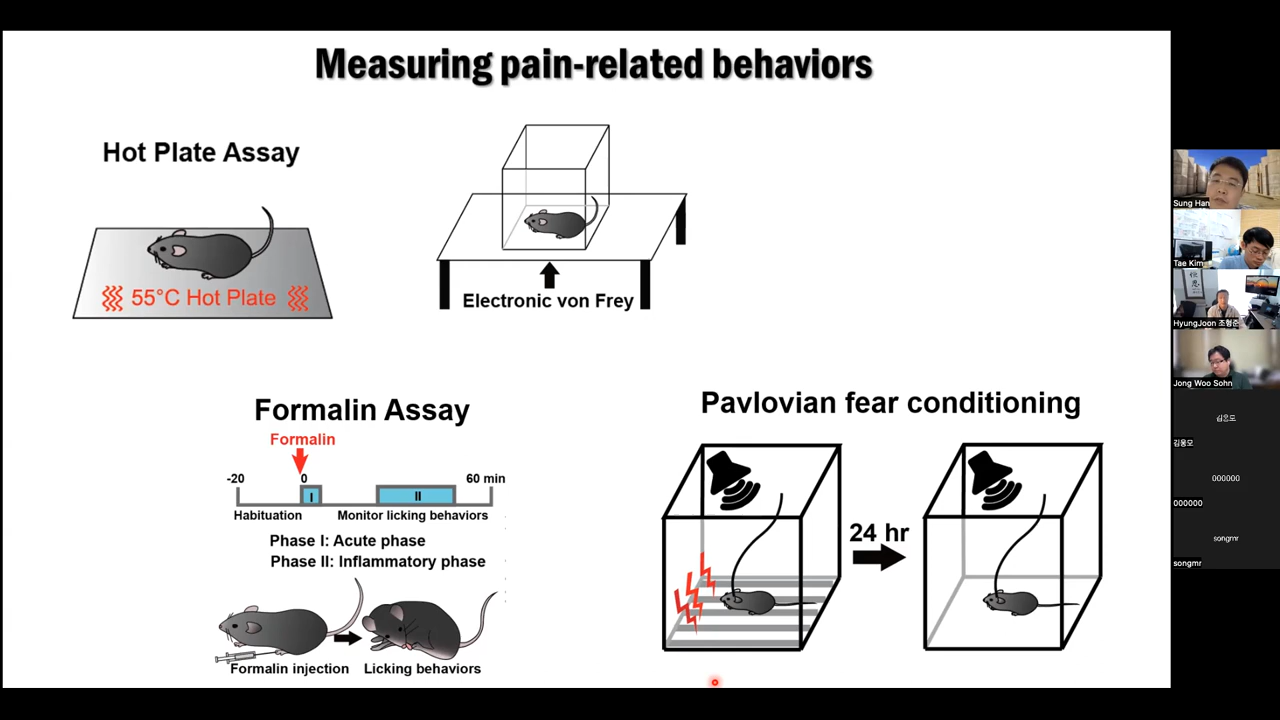 Measuring pain-related behaviors
Hot Plate Assay
55°C Hot Plate
Electronic von Frey
Formalin Assay
Formalin
-20
0
60 min
I
II
Habituation
Monitor licking behaviors
Phase I: Acute phase
Phase II: Inflammatory phase
Formalin injection
Licking behaviors
Pavlovian fear conditioning
24 hr
Sung Han
Tae Kim
HyungJoon 조형준
Jong Woo Sohn
김용모
김용모
000000
000000
songmr
songmr